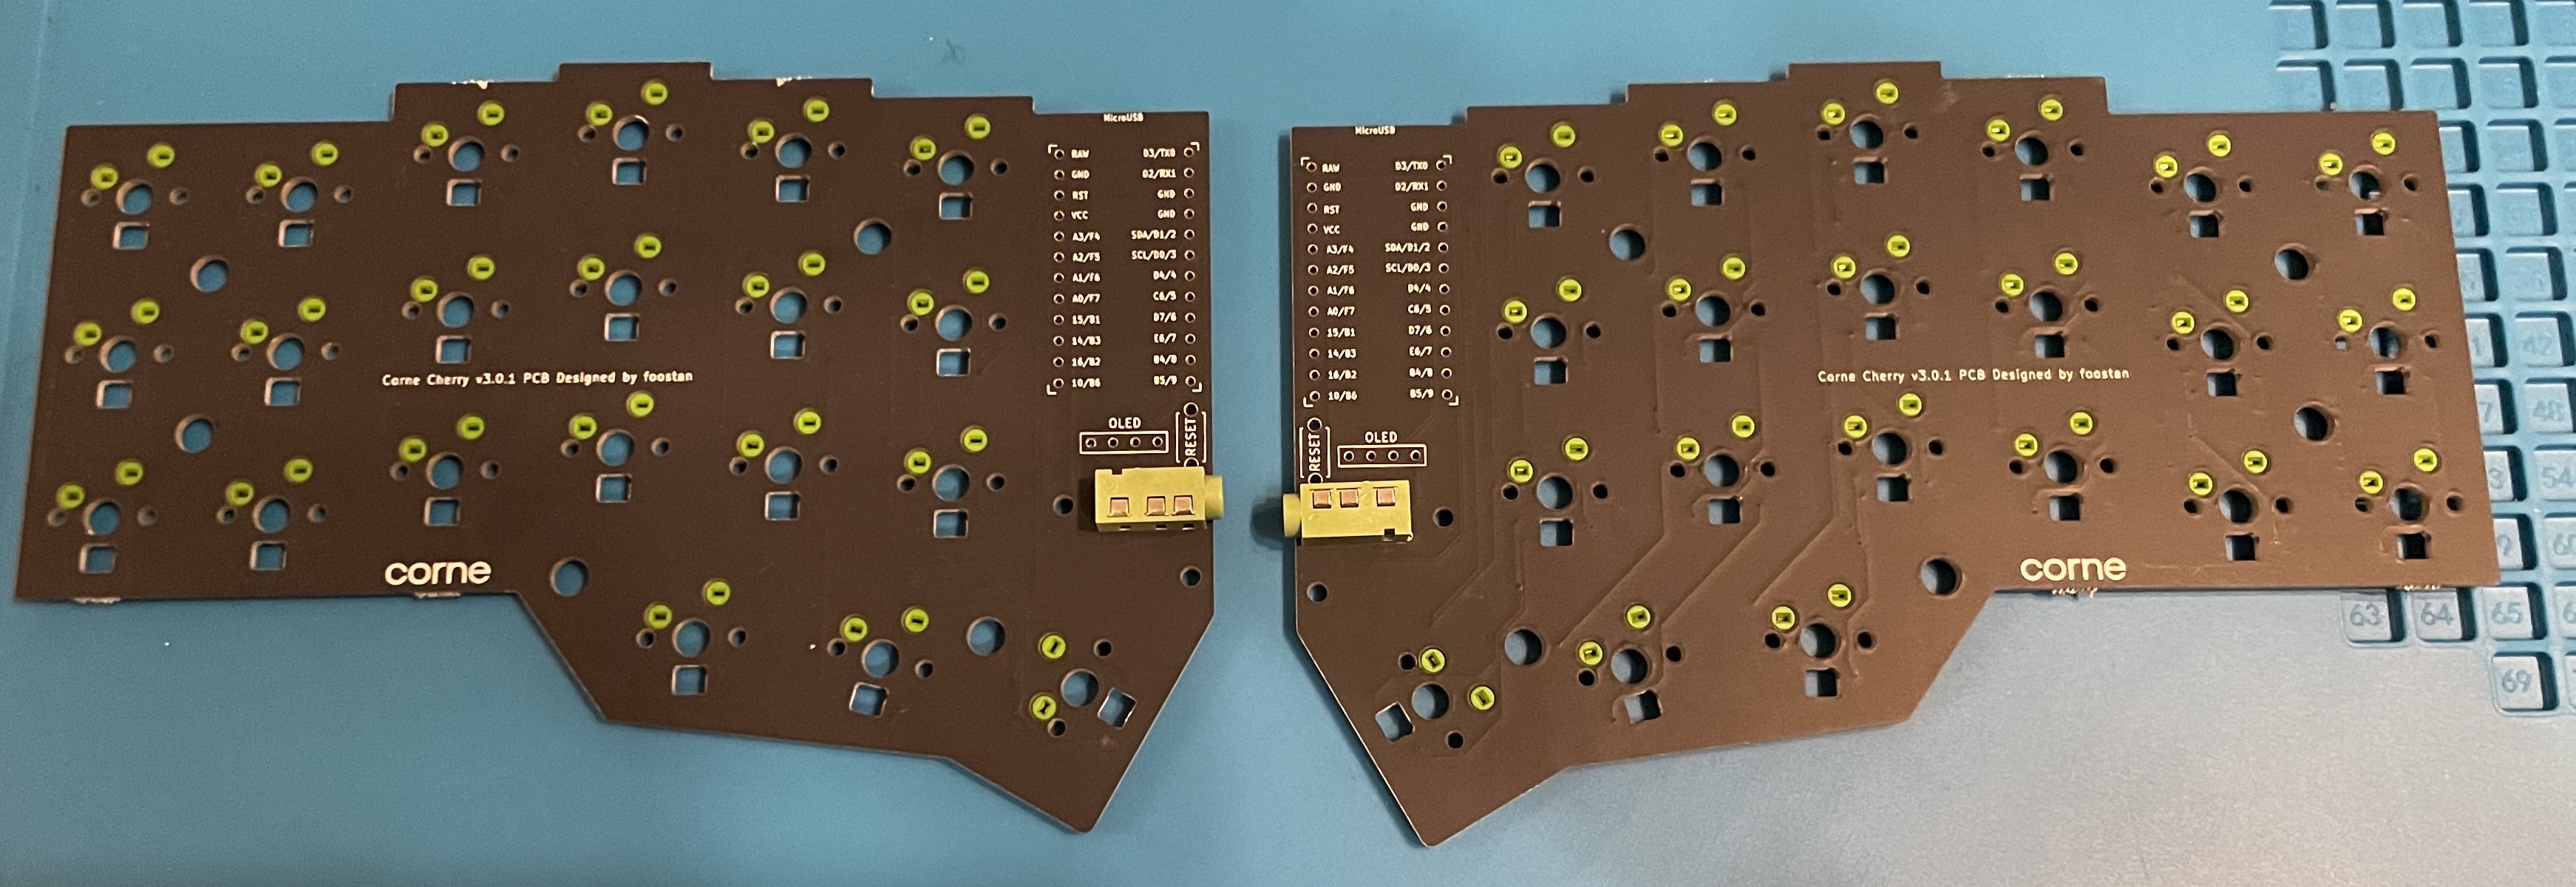 MicroUSB
RAW D3/TX0
GND D2/RX1
RST GND
VCC GND
A3/F4 SDA/D1/2
A2/F5 SCL/D0/3
A1/F6 D4/4
A0/F7 C6/5
15/B1 D7/6
14/B3 E6/7
16/B2 B4/8
10/B6 B5/9
Corne Cherry v3.0.1 PCB Designed by foostan
OLED
RESET
corne
MicroUSB
RAW D3/TX0
GND D2/RX1
RST GND
VCC GND
A3/F4 SDA/D1/2
A2/F5 SCL/D0/3
A1/F6 D4/4
A0/F7 C6/5
15/B1 D7/6
14/B3 E6/7
16/B2 B4/8
10/B6 B5/9
Corne Cherry v3.0.1 PCB Designed by foostan
RESET
OLED
corne
42
48
54
63 64 65
69